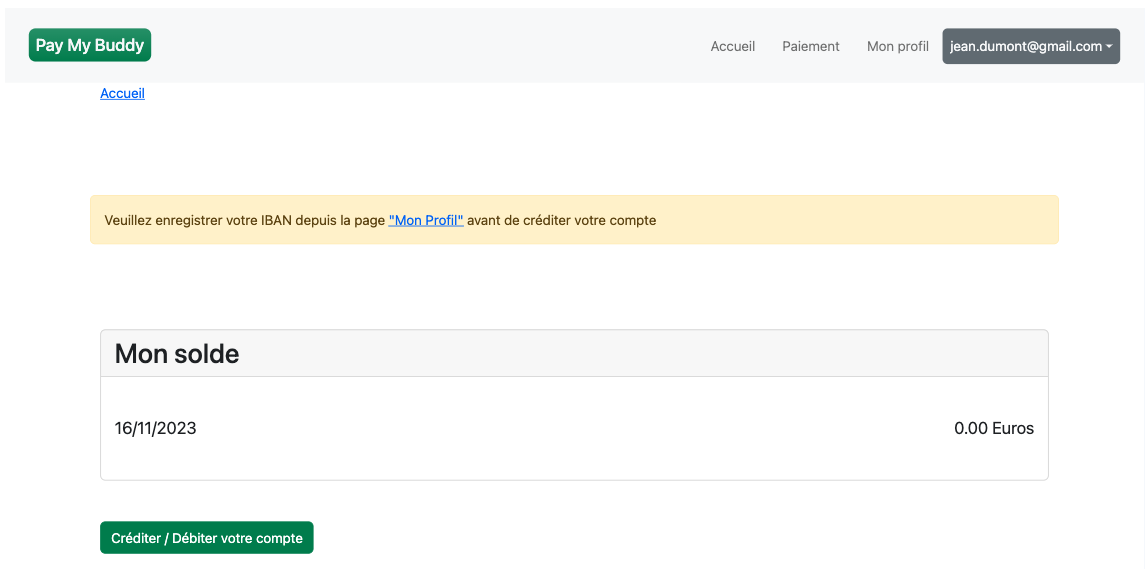 Pay My Buddy
Accueil
Paiement
Mon profil
jean.dumont@gmail.com
Accueil
Veuillez enregistrer votre IBAN depuis la page "Mon Profil" avant de créditer votre compte
Mon solde
16/11/2023 0.00 Euros
Créditer / Débiter votre compte